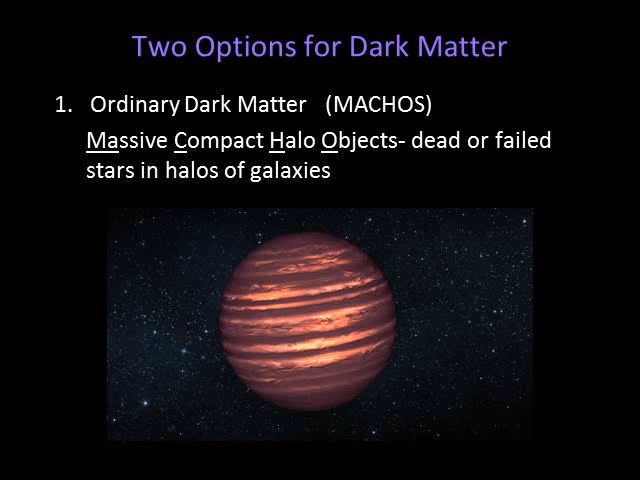 Two Options for Dark Matter
1. Ordinary Dark Matter (MACHOS)
Massive Compact Halo Objects- dead or failed
stars in halos of galaxies